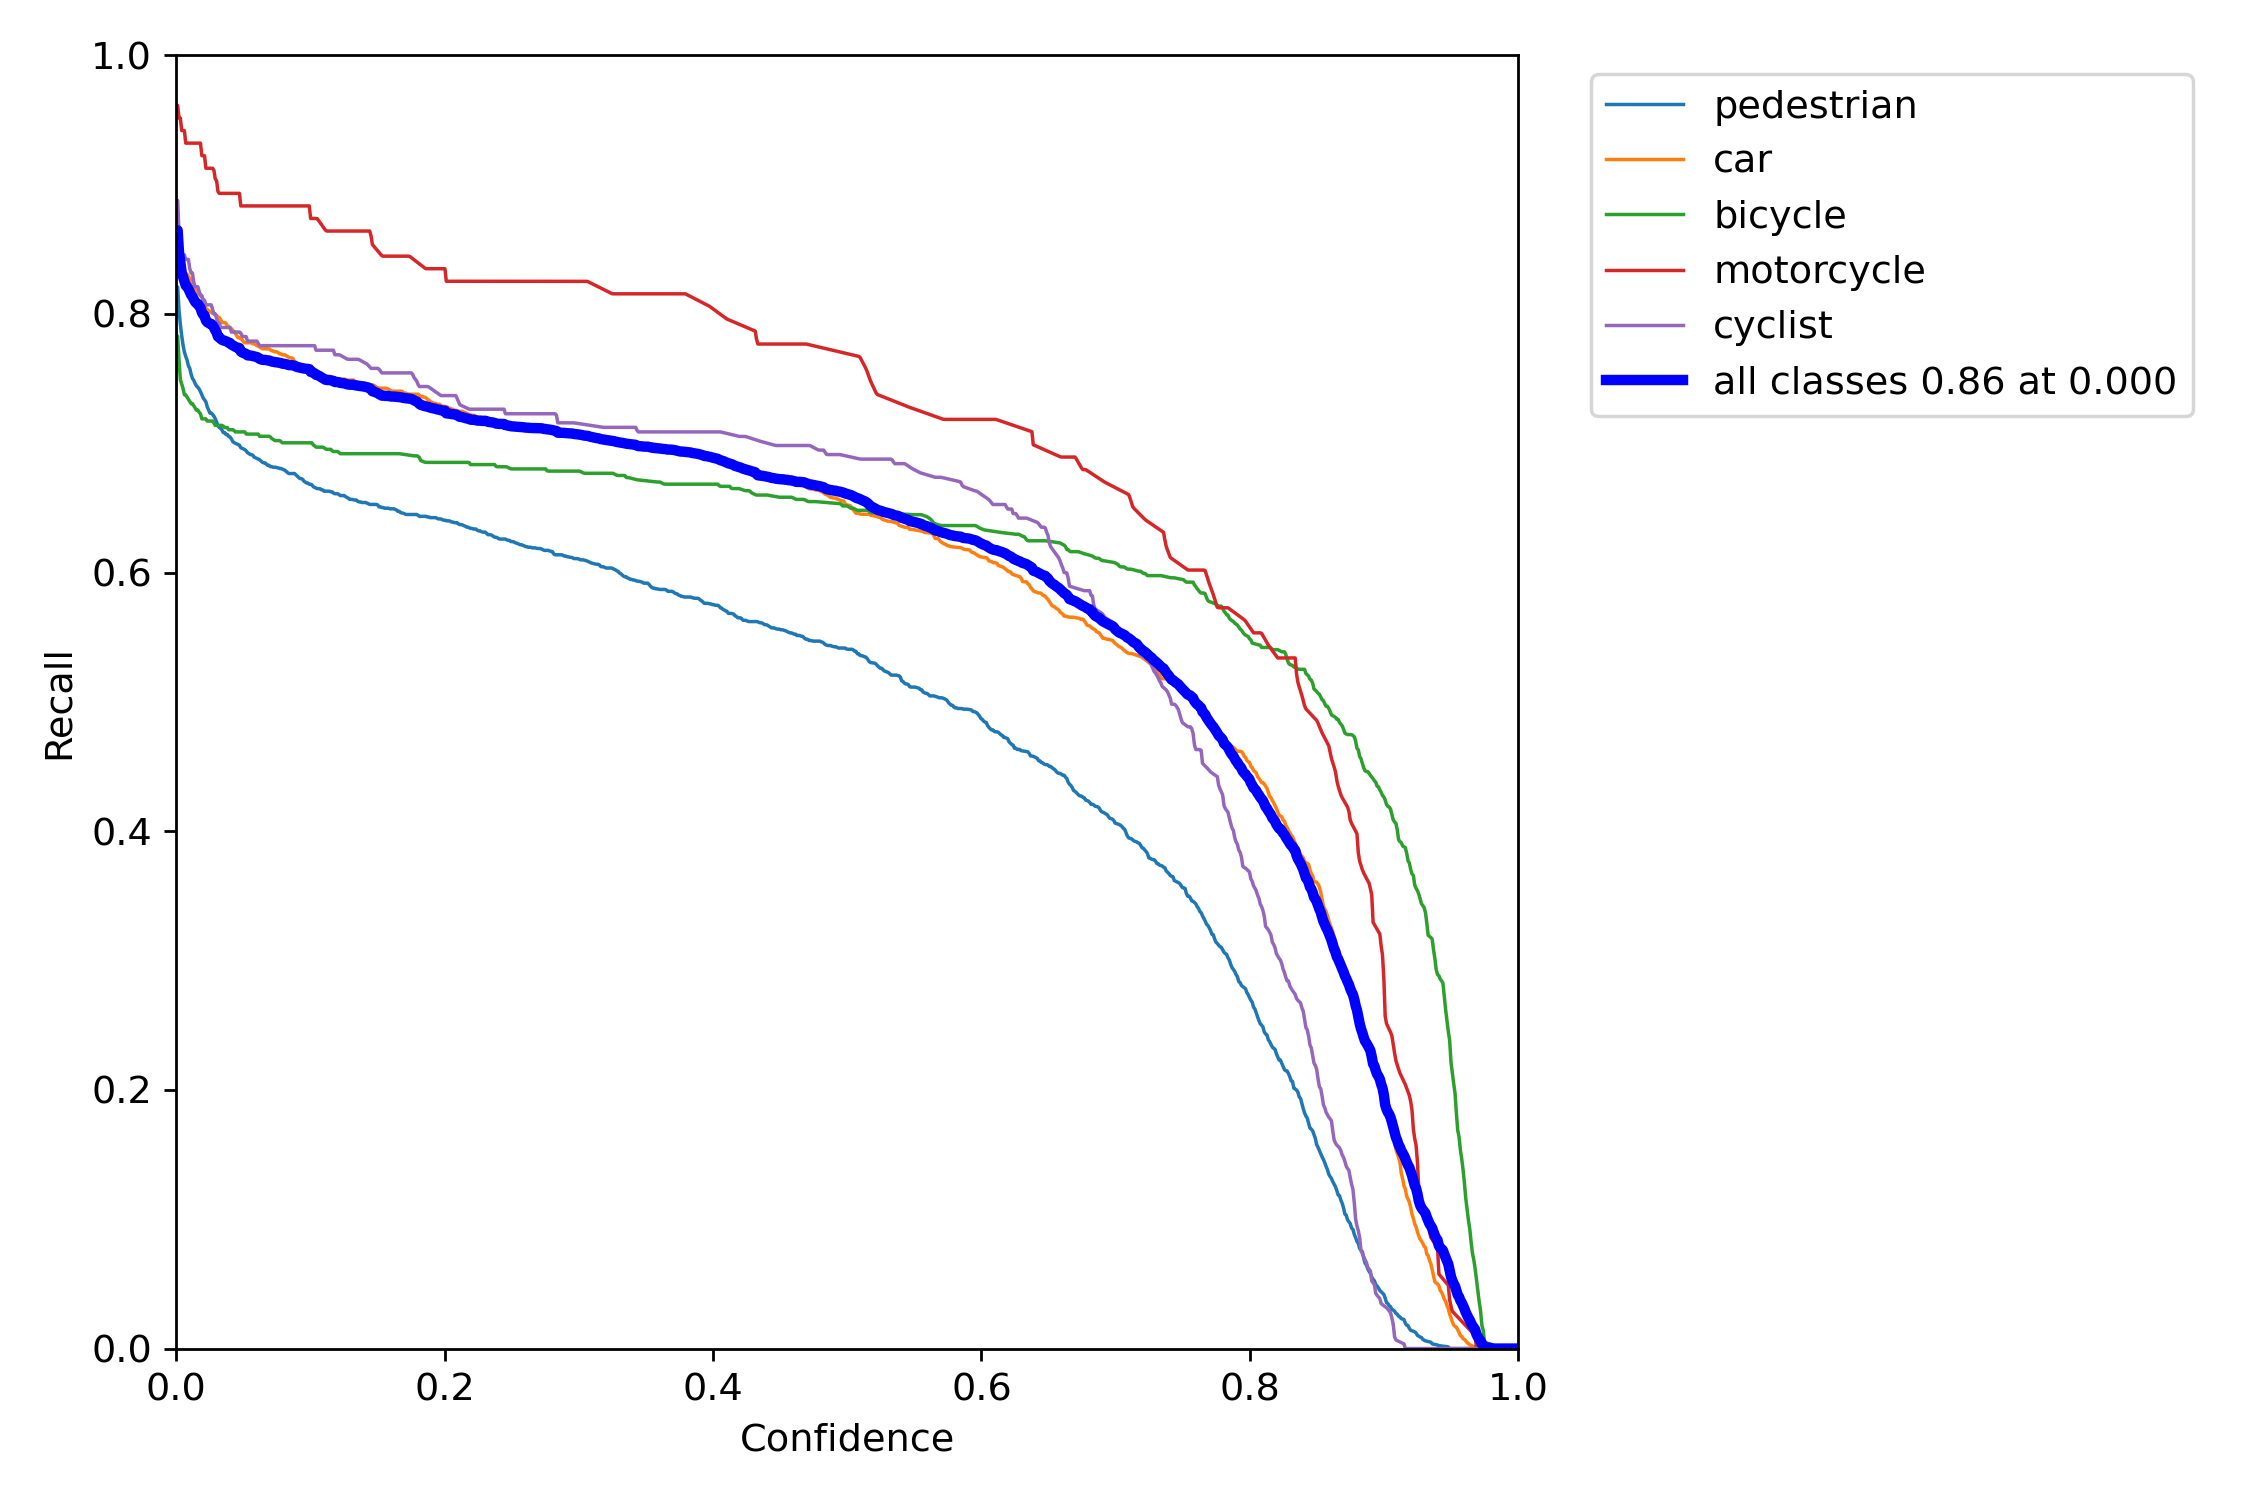 1.0
0.8
0.6
0.4
0.2
0.0
Recall
0.0 0.2 0.4 0.6 0.8 1.0
Confidence
pedestrian
car
bicycle
motorcycle
cyclist
all classes 0.86 at 0.000